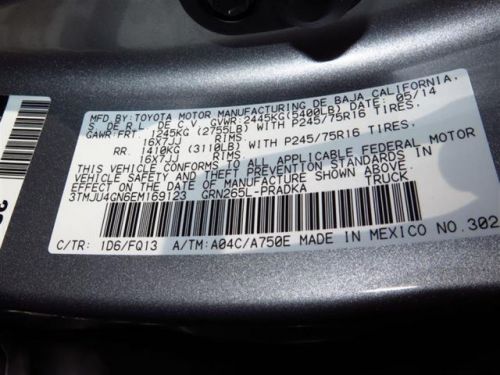 MFD.BY:TOYOTA MOTOR MANUFACTURING DE BAJA CALIFORNIA,
S. DE R.L. DE C.V. GVWR:2445KG(5400LB) DATE: 05/14
GAWR:FRT. 1245KG (2755LB) WITH P245/75R16 TIRES.
16X7JJ RIMS
RR. 1410KG (3110LB) WITH P245/75R16 TIRES.
16X7JJ RIMS
THIS VEHICLE CONFORMS TO ALL APPLICABLE FEDERAL MOTOR
VEHICLE SAFETY AND THEFT PREVENTION STANDARDS IN
EFFECT ON THE DATE OF MANUFACTURE SHOWN ABOVE.
3TMJU4GN6EM169123 GRN265L-PRADKA TRUCK
C/TR: 1D6/F013 A/TM: A04C/A750E MADE IN MEXICO NO.302